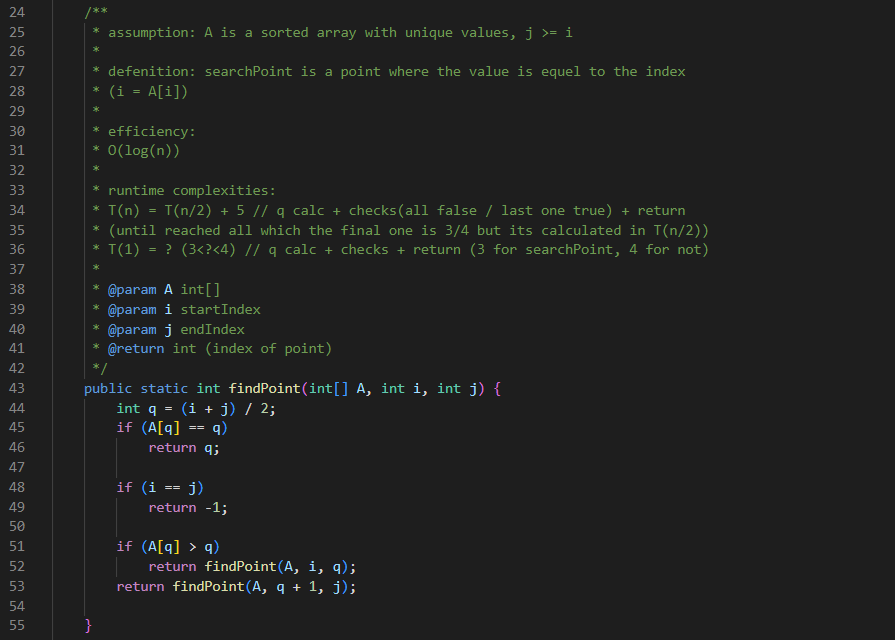 24 /**
25  * assumption: A is a sorted array with unique values, j >= i
26  *
27  * defenition: searchPoint is a point where the value is equel to the index
28  * (i = A[i])
29  *
30  * efficiency:
31  * O(log(n))
32  *
33  * runtime complexities:
34  * T(n) = T(n/2) + 5 // q calc + checks(all false / last one true) + return
35  * (until reached all which the final one is 3/4 but its calculated in T(n/2))
36  * T(1) = ? (3<?<4) // q calc + checks + return (3 for searchPoint, 4 for not)
37  *
38  * @param A int[]
39  * @param i startIndex
40  * @param j endIndex
41  * @return int (index of point)
42  */
43 public static int findPoint(int[] A, int i, int j) {
44     int q = (i + j) / 2;
45     if (A[q] == q)
46         return q;
47
48     if (i == j)
49         return -1;
50
51     if (A[q] > q)
52         return findPoint(A, i, q);
53     return findPoint(A, q + 1, j);
54
55 }